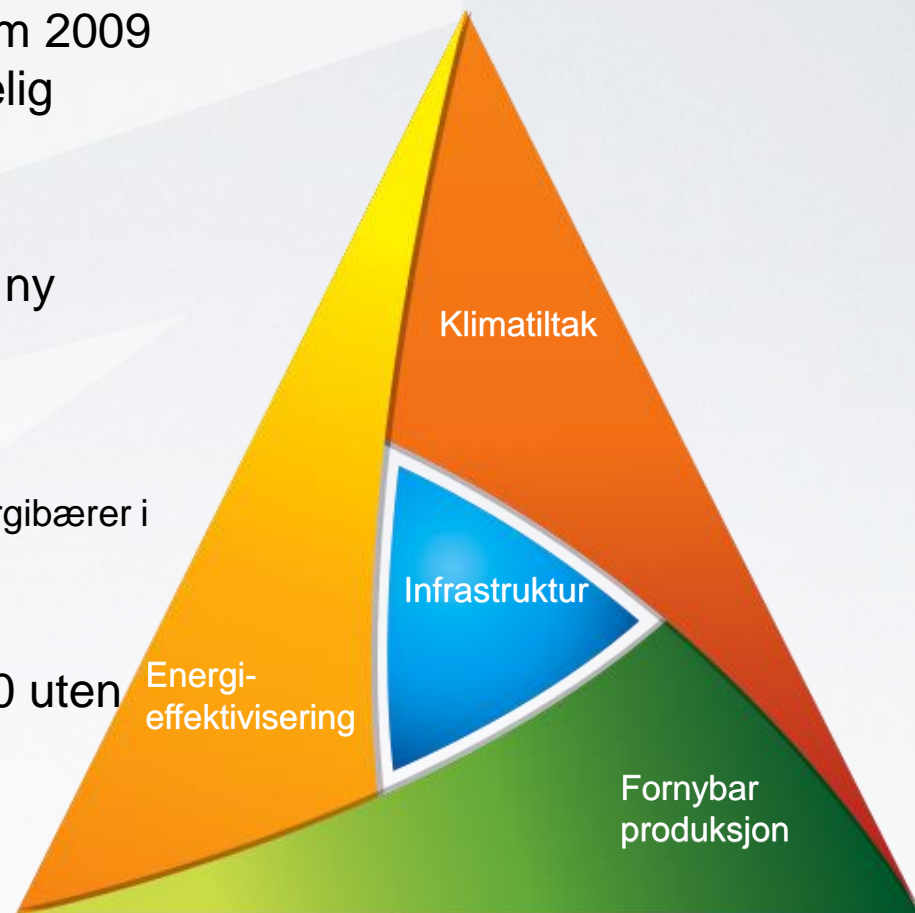 m 2009
elig
ny
rgibærer i
0 uten
Klimatiltak
Infrastruktur
Energi-
effektivisering
Fornybar
produksjon